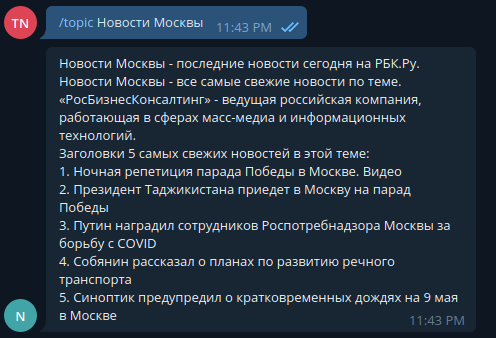 TN
/topic Новости Москвы
11:43 PM
Новости Москвы - последние новости сегодня на РБК.Ру.
Новости Москвы - все самые свежие новости по теме.
«РосБизнесКонсалтинг» - ведущая российская компания,
работающая в сферах масс-медиа и информационных
технологий.
Заголовки 5 самых свежих новостей в этой теме:
1. Ночная репетиция парада Победы в Москве. Видео
2. Президент Таджикистана приедет в Москву на парад
Победы
3. Путин наградил сотрудников Роспотребнадзора Москвы за
борьбу с COVID
4. Собянин рассказал о планах по развитию речного
транспорта
5. Синоптик предупредил о кратковременных дождях на 9 мая
в Москве
11:43 PM
N